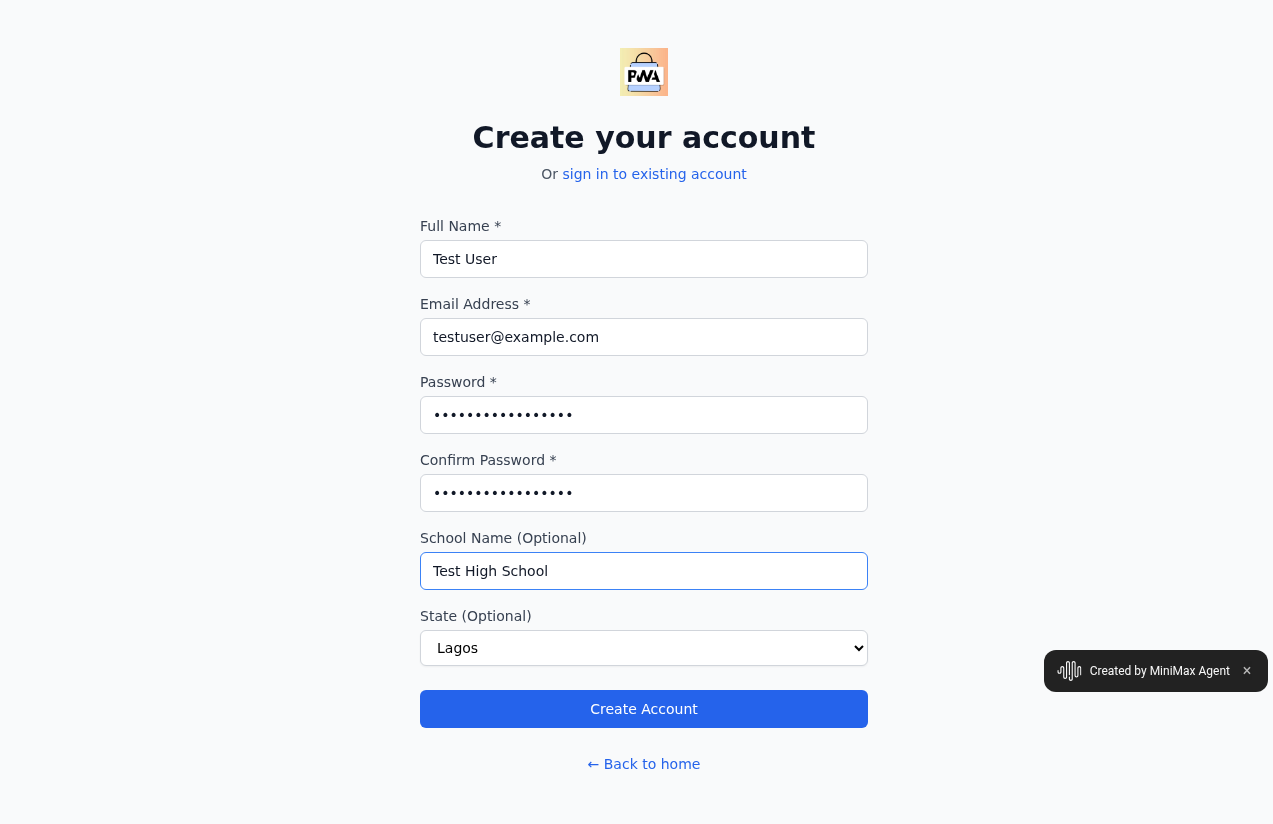 PWA
Create your account
Or sign in to existing account
Full Name *
Test User
Email Address *
testuser@example.com
Password *
•••••••••••••••••
Confirm Password *
•••••••••••••••••
School Name (Optional)
Test High School
State (Optional)
Lagos
Create Account
Created by MiniMax Agent ×
← Back to home